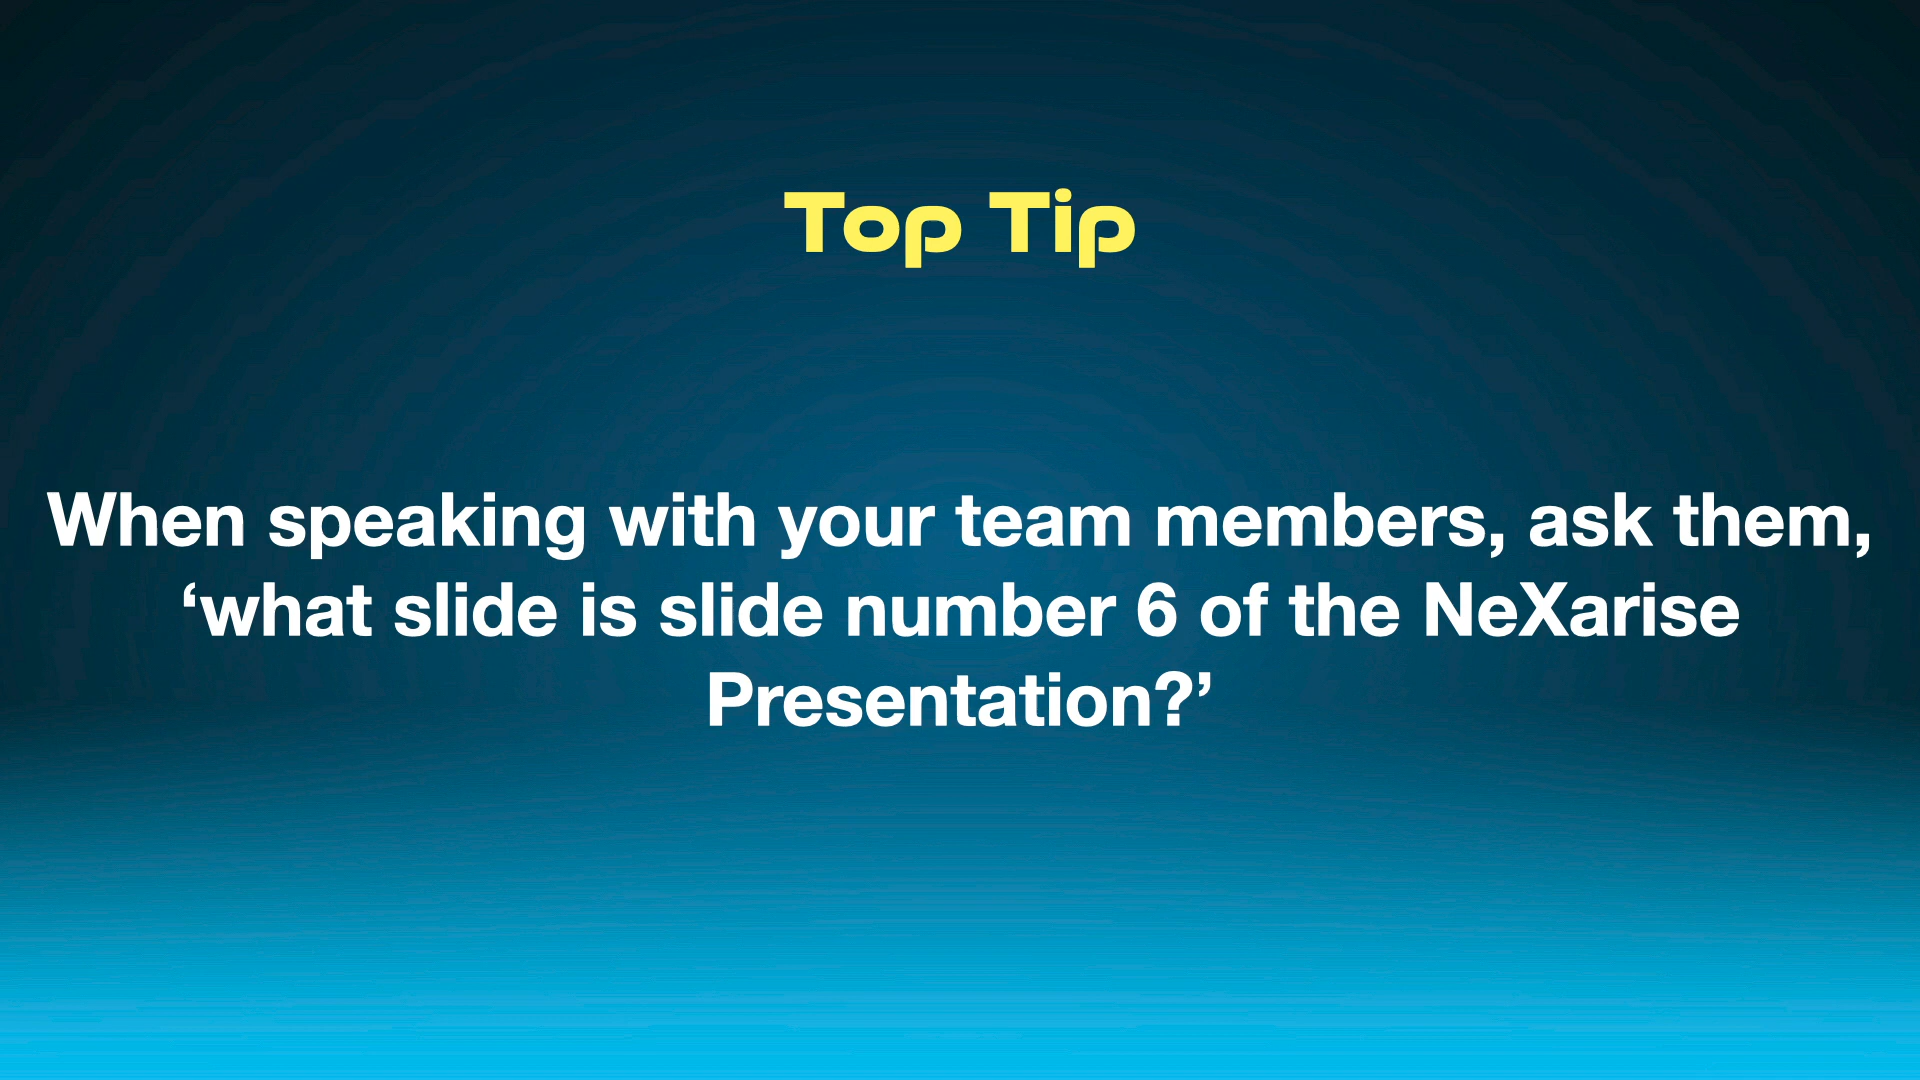 Top Tip
When speaking with your team members, ask them,
‘what slide is slide number 6 of the NeXarise
Presentation?’